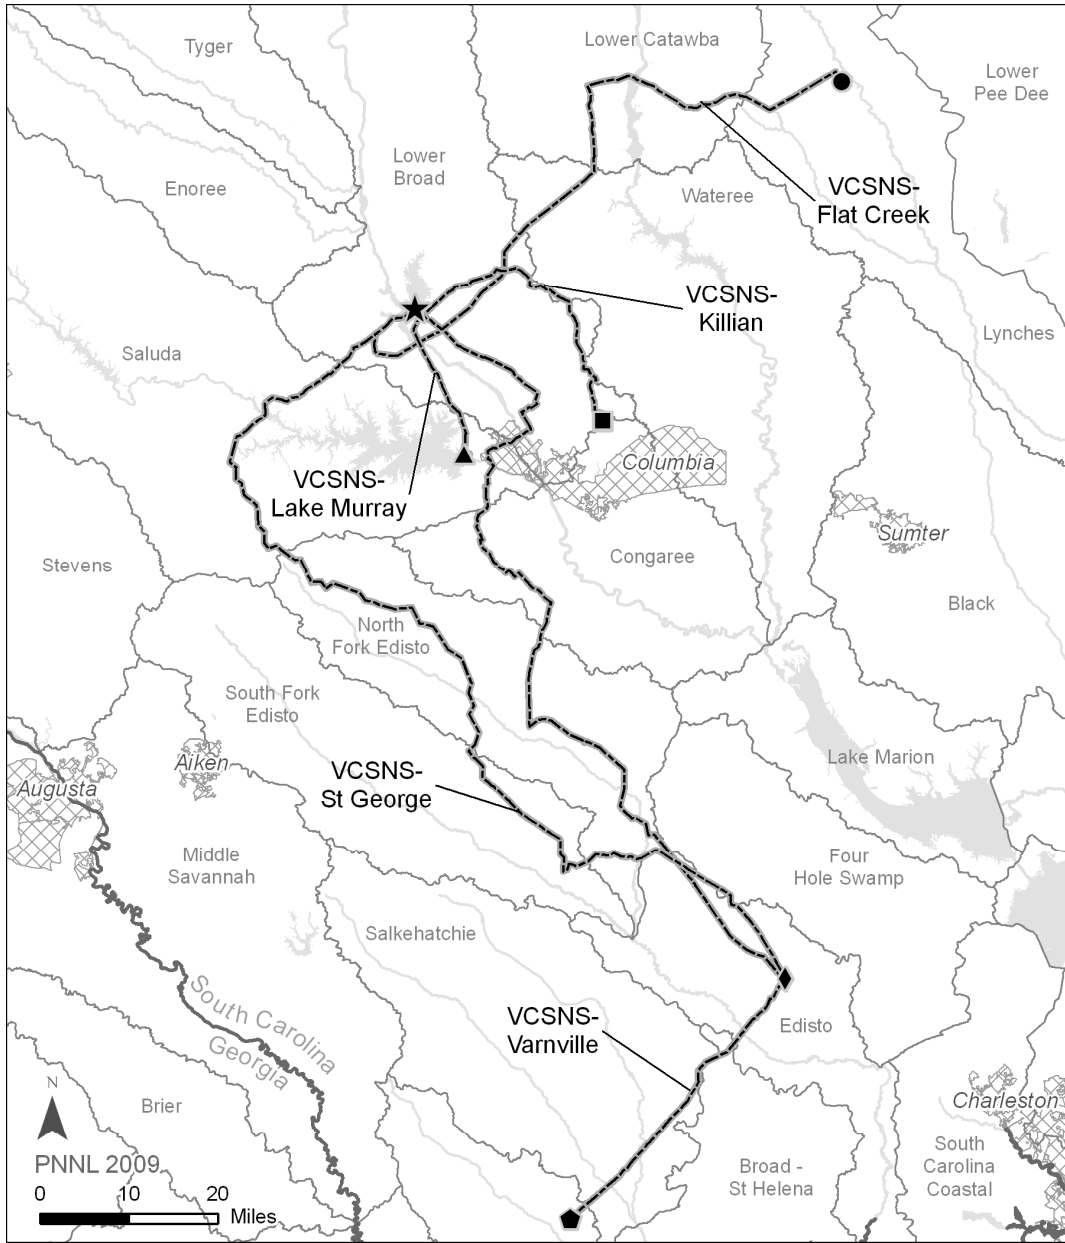 Tyger
Lower Catawba
Lower
Pee Dee
Lower
Broad
Enoree
Wateree
VCSNS-
Flat Creek
VCSNS-
Killian
Lynches
Saluda
VCSNS-
Lake Murray
Columbia
Sumter
Stevens
Congaree
Black
North
Fork Edisto
South Fork
Edisto
Lake Marion
Aiken
Augusta
VCSNS-
St George
Middle
Savannah
Four
Hole Swamp
Salkehatchie
South Carolina
Georgia
VCSNS-
Varnville
Edisto
Charleston
Brier
N
PNNL 2009
Broad -
St Helena
South
Carolina
Coastal
0 10 20
Miles